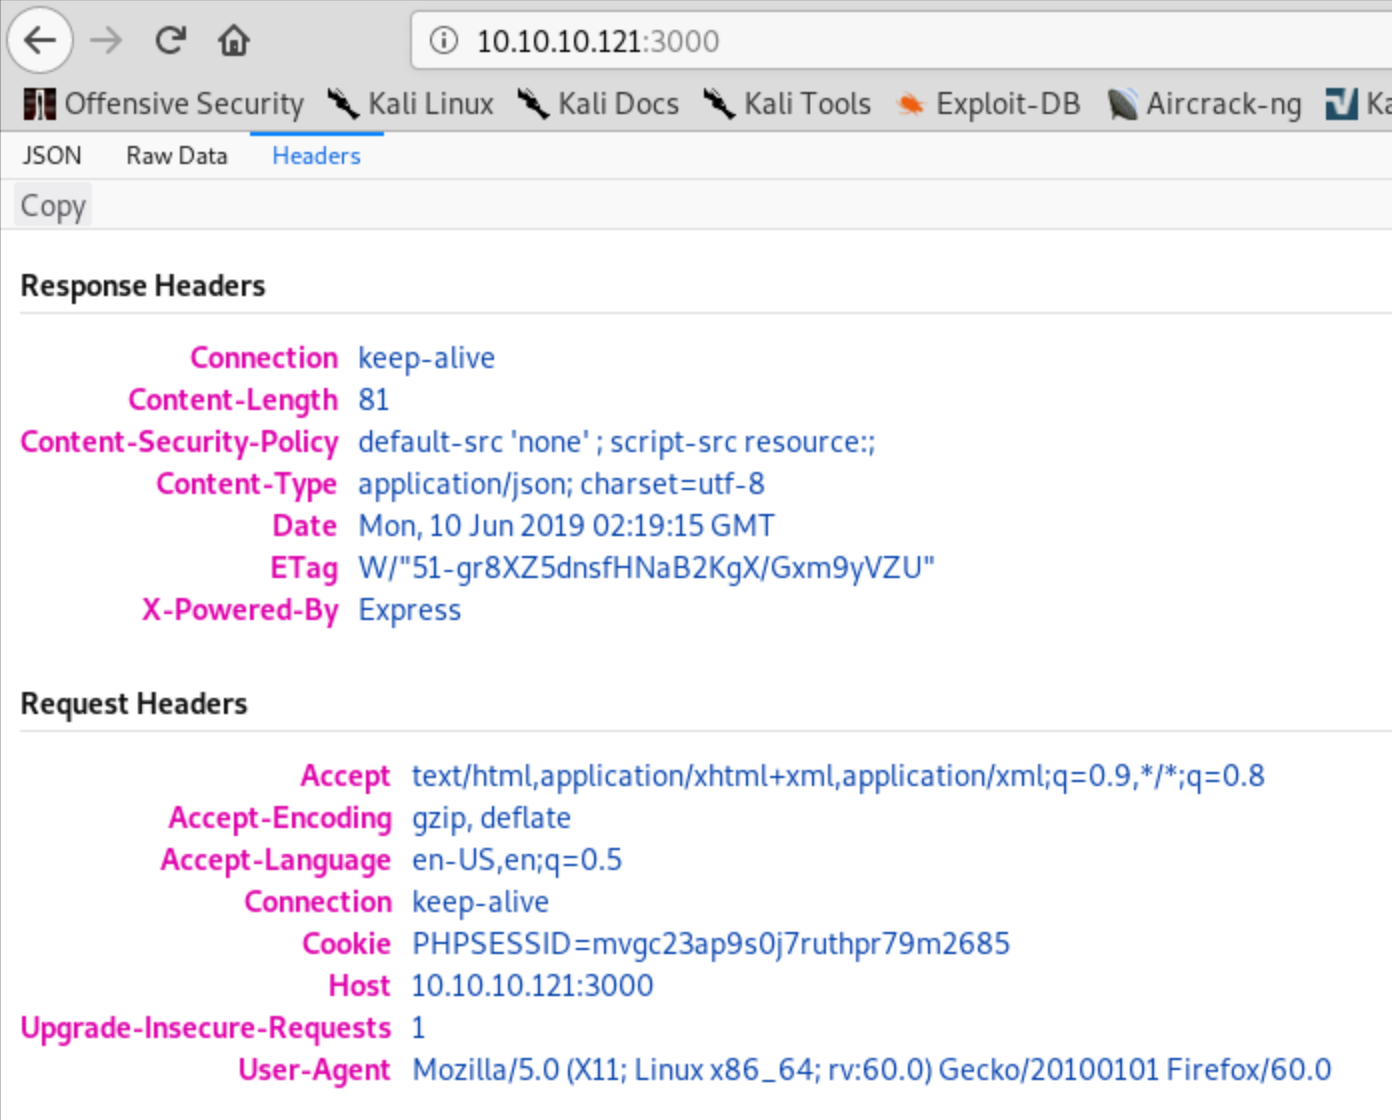 10.10.10.121:3000
Offensive Security Kali Linux Kali Docs Kali Tools Exploit-DB Aircrack-ng Ka
JSON Raw Data Headers
Copy
Response Headers
Connection keep-alive
Content-Length 81
Content-Security-Policy default-src 'none' ; script-src resource:;
Content-Type application/json; charset=utf-8
Date Mon, 10 Jun 2019 02:19:15 GMT
ETag W/"51-gr8XZ5dnsfHNaB2KgX/Gxm9yVZU"
X-Powered-By Express
Request Headers
Accept text/html,application/xhtml+xml,application/xml;q=0.9,*/*;q=0.8
Accept-Encoding gzip, deflate
Accept-Language en-US,en;q=0.5
Connection keep-alive
Cookie PHPSESSID=mvgc23ap9s0j7ruthpr79m2685
Host 10.10.10.121:3000
Upgrade-Insecure-Requests 1
User-Agent Mozilla/5.0 (X11; Linux x86_64; rv:60.0) Gecko/20100101 Firefox/60.0